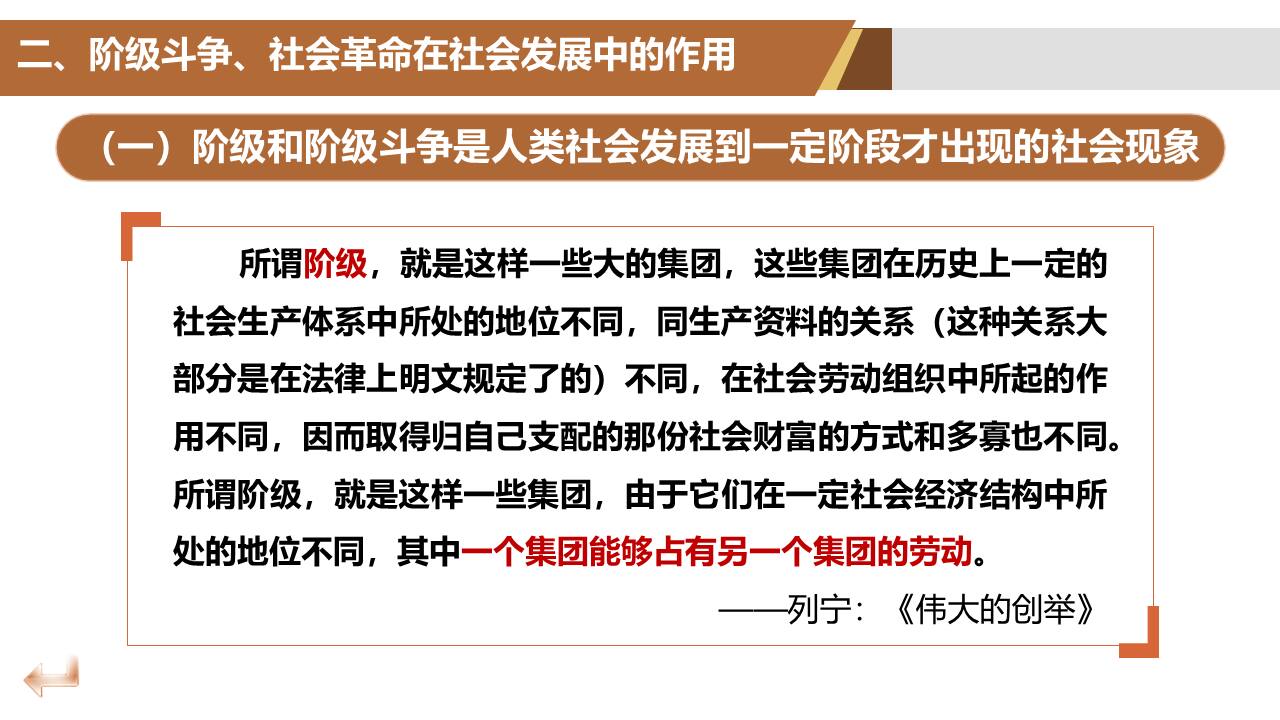 二、阶级斗争、社会革命在社会发展中的作用
（一）阶级和阶级斗争是人类社会发展到一定阶段才出现的社会现象
所谓阶级，就是这样一些大的集团，这些集团在历史上一定的
社会生产体系中所处的地位不同，同生产资料的关系（这种关系大
部分是在法律上明文规定了的）不同，在社会劳动组织中所起的作
用不同，因而取得归自己支配的那份社会财富的方式和多寡也不同。
所谓阶级，就是这样一些集团，由于它们在一定社会经济结构中所
处的地位不同，其中一个集团能够占有另一个集团的劳动。
——列宁：《伟大的创举》